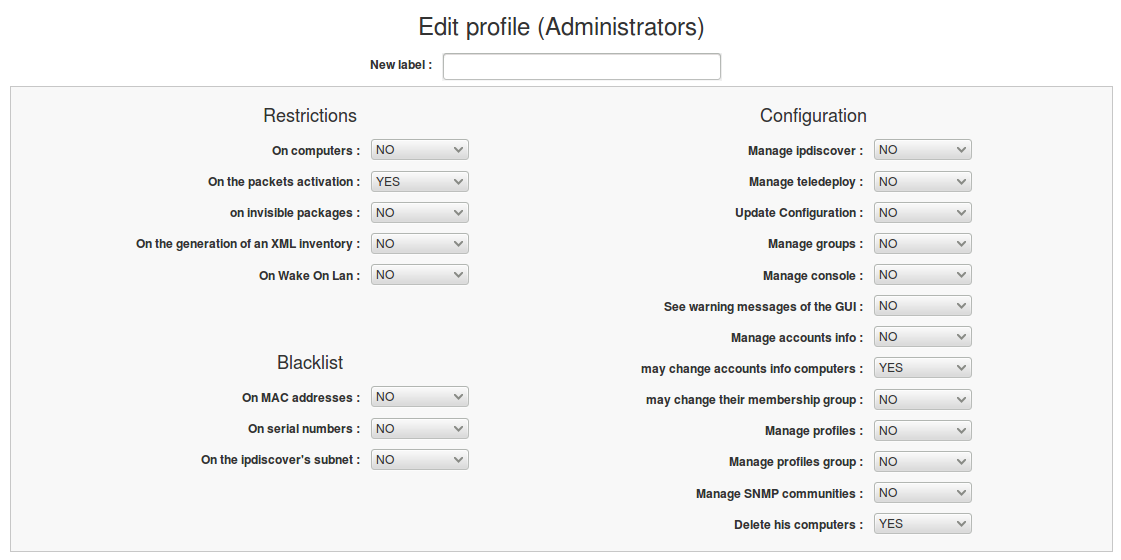 Edit profile (Administrators)
New label :
Restrictions
On computers : NO
On the packets activation : YES
on invisible packages : NO
On the generation of an XML inventory : NO
On Wake On Lan : NO
Blacklist
On MAC addresses : NO
On serial numbers : NO
On the ipdiscover's subnet : NO
Configuration
Manage ipdiscover : NO
Manage teledeploy : NO
Update Configuration : NO
Manage groups : NO
Manage console : NO
See warning messages of the GUI : NO
Manage accounts info : NO
may change accounts info computers : YES
may change their membership group : NO
Manage profiles : NO
Manage profiles group : NO
Manage SNMP communities : NO
Delete his computers : YES